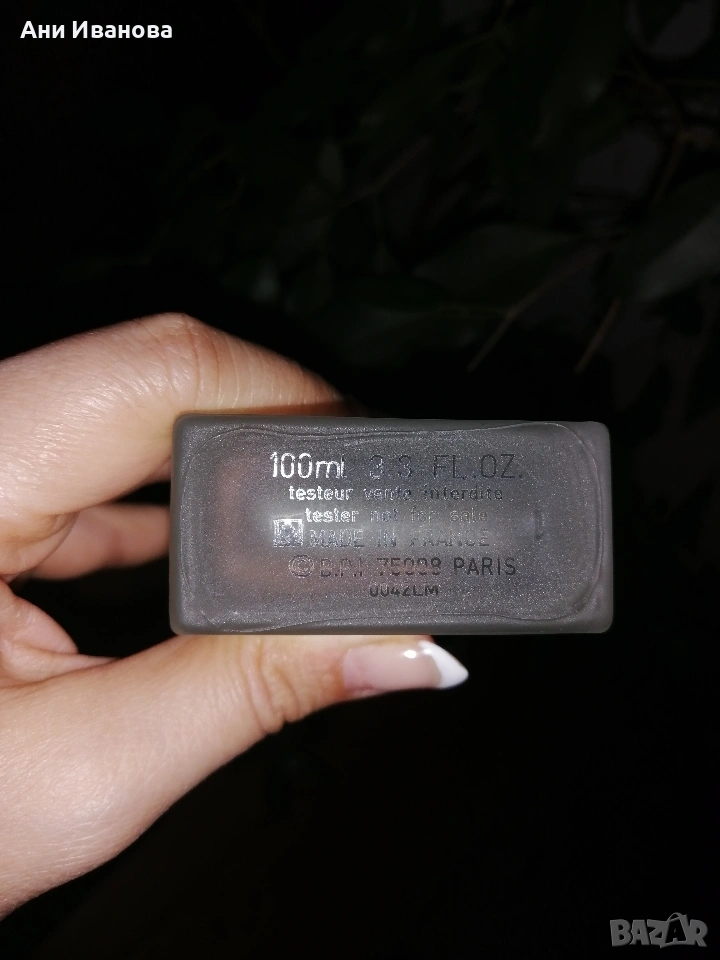 Ани Иванова
100ml 3.3 FL.OZ.
testeur vente interdite
tester not for sale
MADE IN FRANCE
© B.P.I 75008 PARIS
0042LM
BAZAR